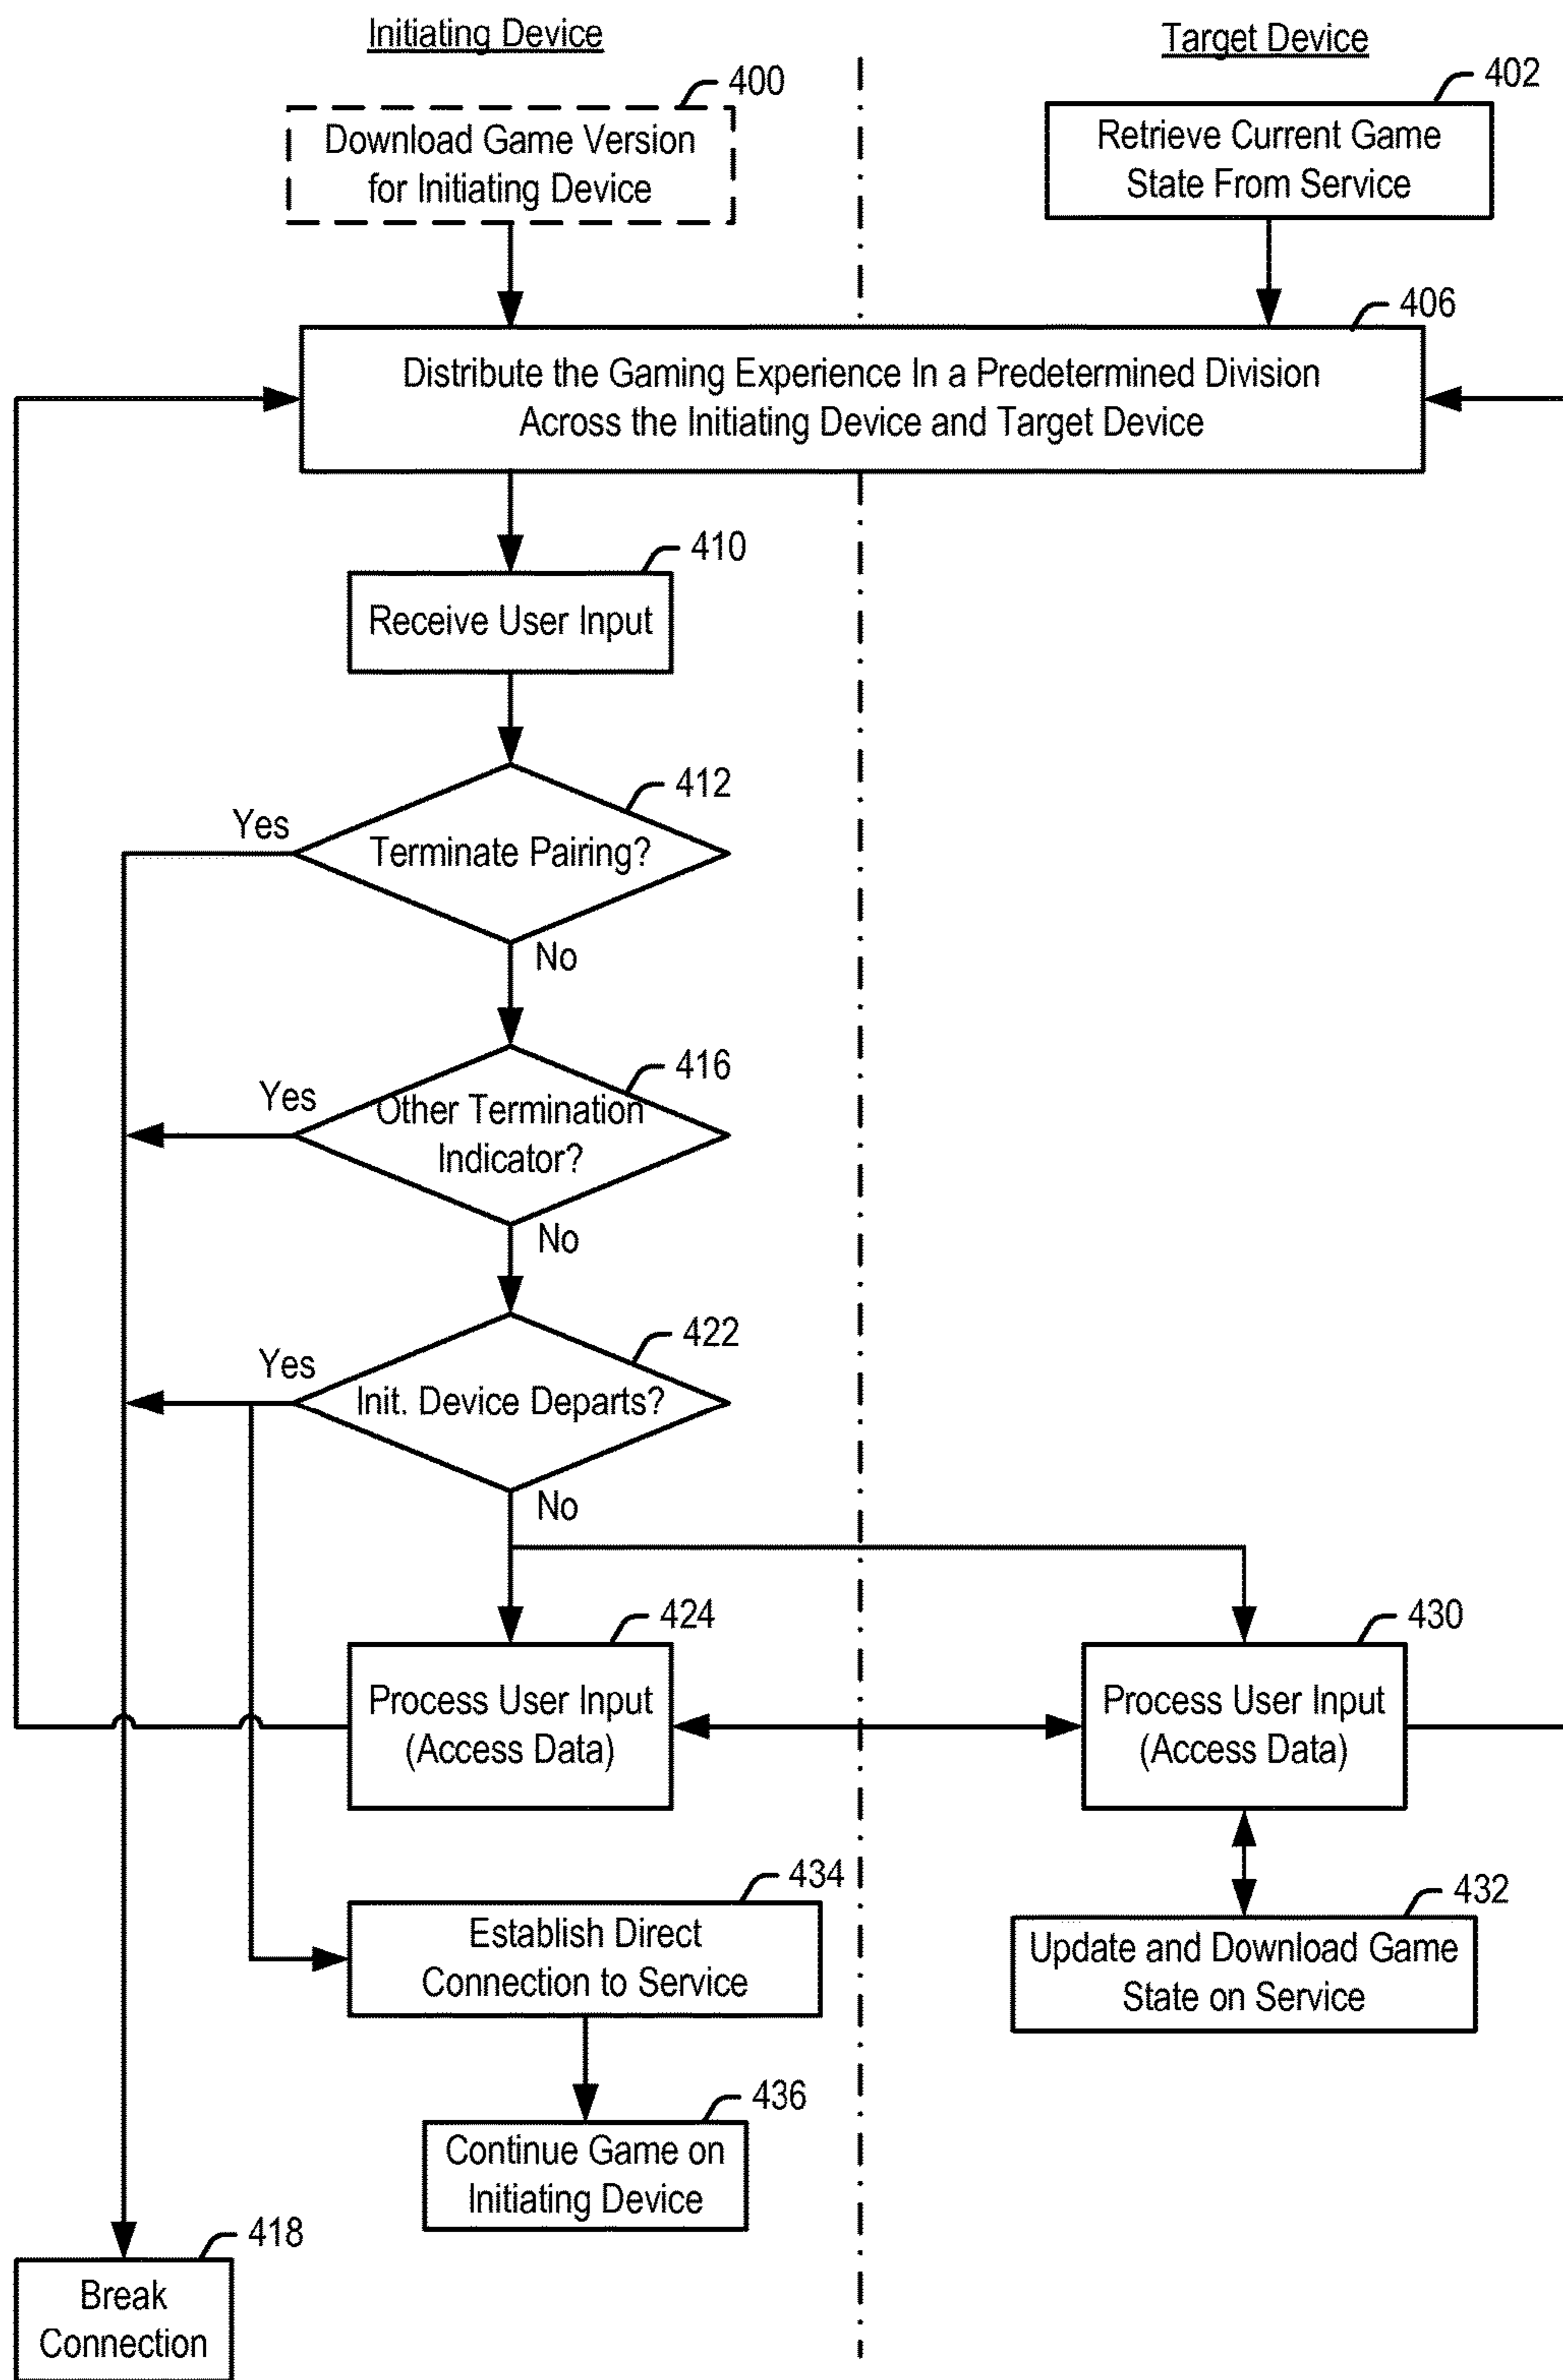 Initiating Device
Target Device
400
402
Download Game Version
for Initiating Device
Retrieve Current Game
State From Service
406
Distribute the Gaming Experience In a Predetermined Division
Across the Initiating Device and Target Device
410
Receive User Input
412
Yes
Terminate Pairing?
No
416
Yes
Other Termination
Indicator?
No
422
Yes
Init. Device Departs?
No
424
430
Process User Input
(Access Data)
Process User Input
(Access Data)
434
432
Establish Direct
Connection to Service
Update and Download Game
State on Service
436
Continue Game on
Initiating Device
418
Break
Connection